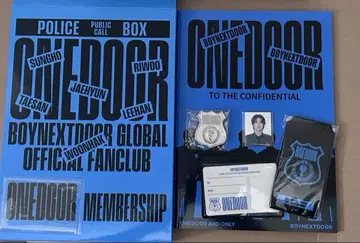 POLICE PUBLIC CALL BOX
ONEDOOR
SUNGHO
RIWOO
JAEHYUN
TAESAN
LEEHAN
WOONHAK
BOYNEXTDOOR GLOBAL
OFFICIAL FANCLUB
ONEDOOR MEMBERSHIP
ONEDOOR
BOYNEXTDOOR
BOYNEXTDOOR
TO THE CONFIDENTIAL
ONEDOOR
ONEDOOR
ONEDOOR AND ONLY
BOYNEXTDOOR